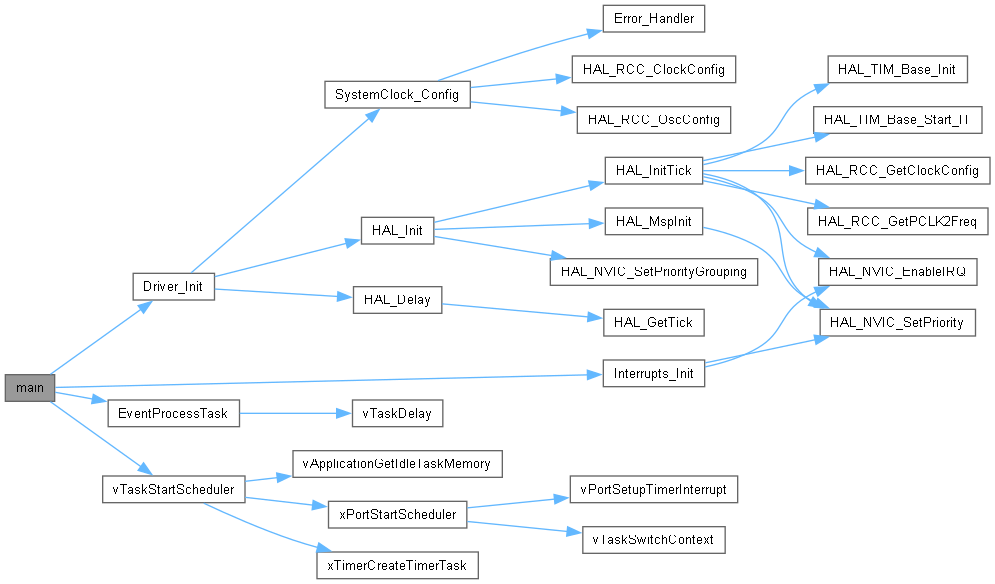 Error_Handler
HAL_RCC_ClockConfig
HAL_TIM_Base_Init
SystemClock_Config
HAL_RCC_OscConfig
HAL_TIM_Base_Start_IT
HAL_InitTick
HAL_RCC_GetClockConfig
HAL_Init
HAL_MspInit
HAL_RCC_GetPCLK2Freq
HAL_NVIC_SetPriorityGrouping
HAL_NVIC_EnableIRQ
Driver_Init
HAL_Delay
HAL_GetTick
HAL_NVIC_SetPriority
Interrupts_Init
main
EventProcessTask
vTaskDelay
vApplicationGetIdleTaskMemory
vTaskStartScheduler
vPortSetupTimerInterrupt
xPortStartScheduler
vTaskSwitchContext
xTimerCreateTimerTask